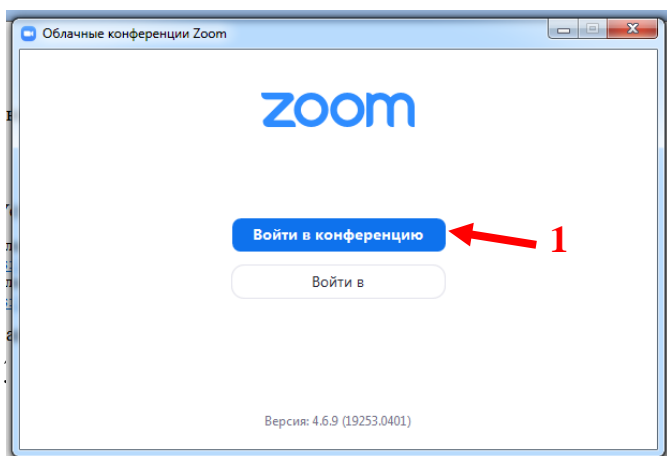 Облачные конференции Zoom
zoom
Войти в конференцию
1
Войти в
Версия: 4.6.9 (19253.0401)